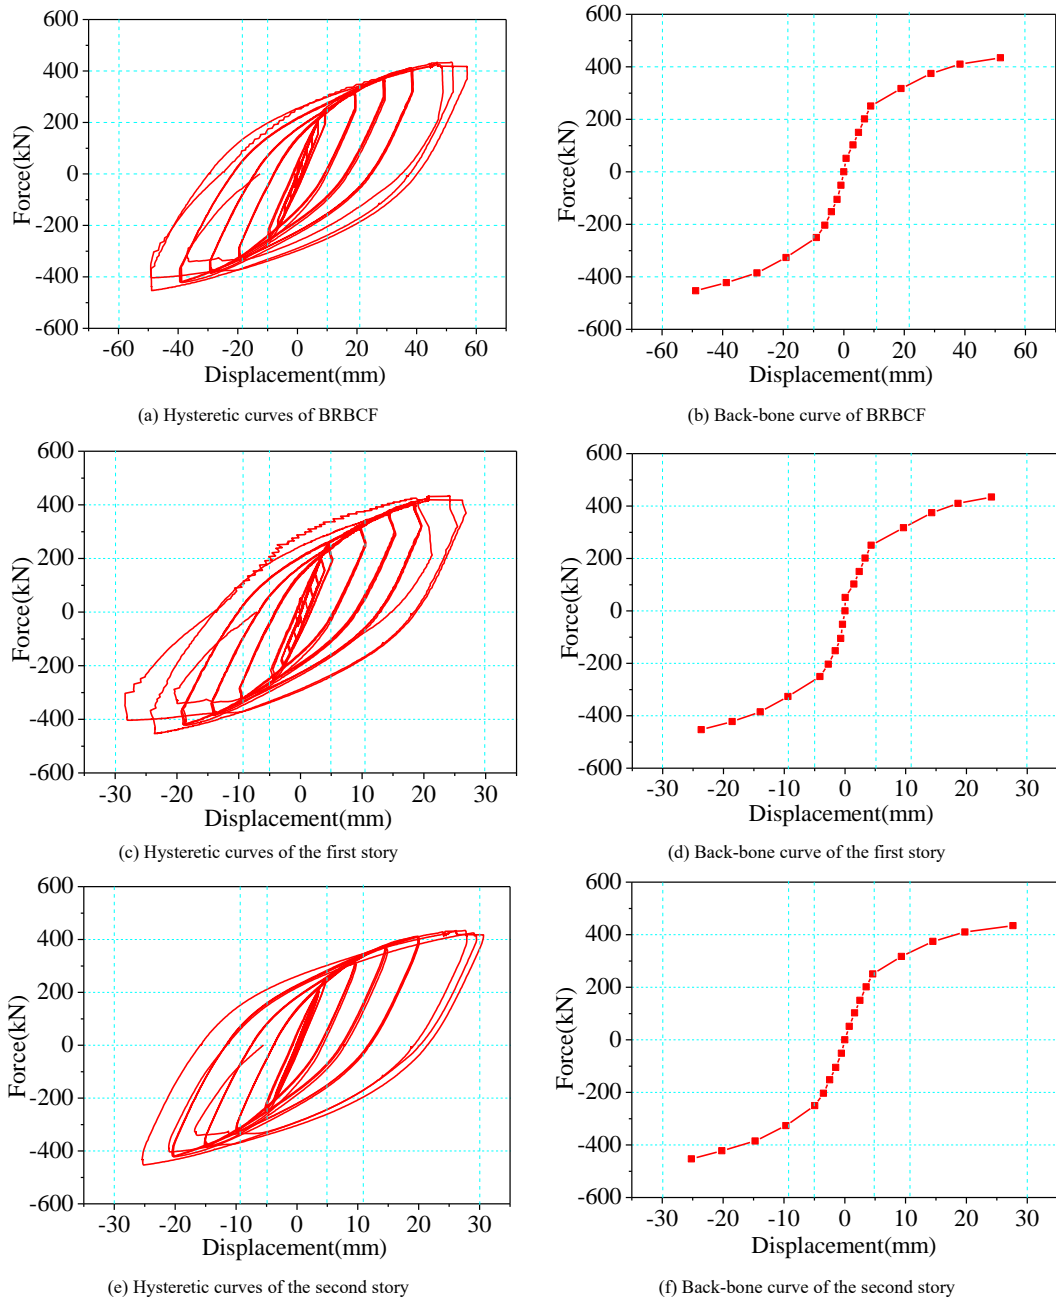 600
400
200
0
-200
-400
-600
Force(kN)
-60 -40 -20 0 20 40 60
Displacement(mm)
(a) Hysteretic curves of BRBCF
600
400
200
0
-200
-400
-600
Force(kN)
-60 -40 -20 0 20 40 60
Displacement(mm)
(b) Back-bone curve of BRBCF
600
400
200
0
-200
-400
-600
Force(kN)
-30 -20 -10 0 10 20 30
Displacement(mm)
(c) Hysteretic curves of the first story
600
400
200
0
-200
-400
-600
Force(kN)
-30 -20 -10 0 10 20 30
Displacement(mm)
(d) Back-bone curve of the first story
600
400
200
0
-200
-400
-600
Force(kN)
-30 -20 -10 0 10 20 30
Displacement(mm)
(e) Hysteretic curves of the second story
600
400
200
0
-200
-400
-600
Force(kN)
-30 -20 -10 0 10 20 30
Displacement(mm)
(f) Back-bone curve of the second story